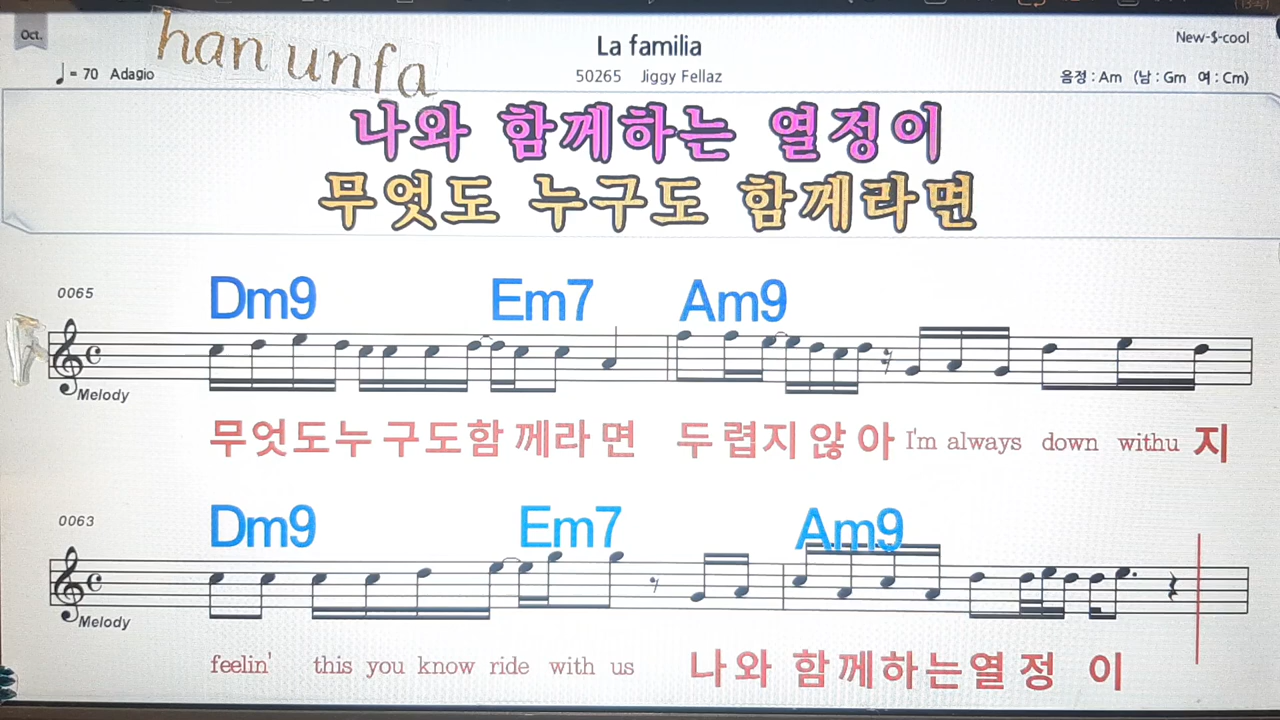 Oct.
han unfa
La familia
New-$-cool
♩ = 70 Adagio
50265 Jiggy Fellaz
음정 : Am (남 : Gm 여 : Cm)
나와 함께하는 열정이
무엇도 누구도 함께라면
0065
Dm9 Em7 Am9
Melody
무엇도누 구도함 께라 면 두 렵지 않 아 I'm always down withu 지
0063
Dm9 Em7 Am9
Melody
feelin' this you know ride with us 나와 함께하는열정 이